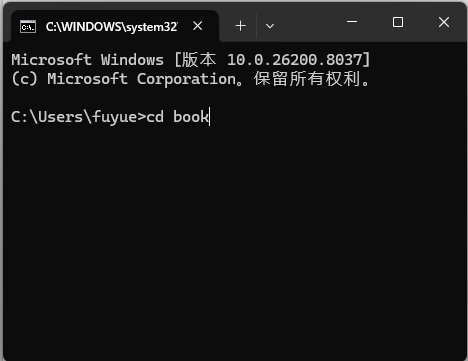 C:\WINDOWS\system32
Microsoft Windows [版本 10.0.26200.8037]
(c) Microsoft Corporation。保留所有权利。
C:\Users\fuyue>cd book